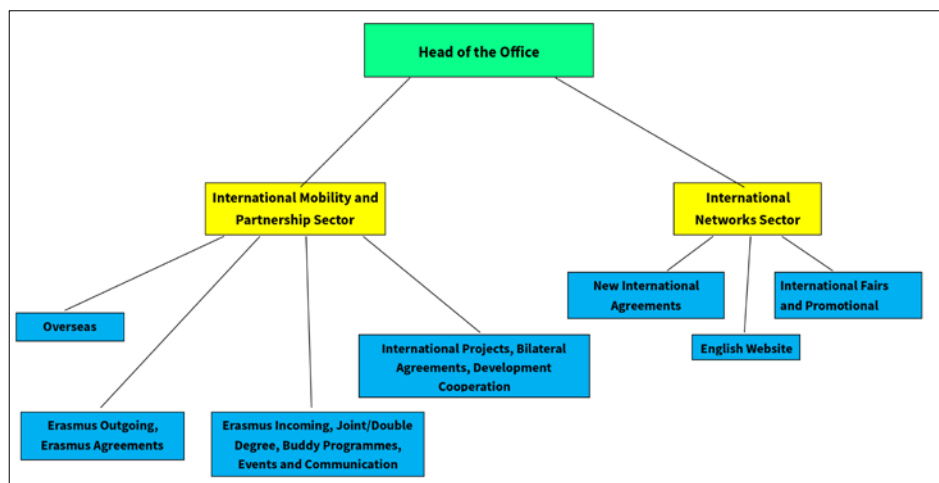 Head of the Office
International Mobility and
Partnership Sector
International
Networks Sector
New International
Agreements
International Fairs
and Promotional
Overseas
English Website
International Projects, Bilateral
Agreements, Development
Cooperation
Erasmus Outgoing,
Erasmus Agreements
Erasmus Incoming, Joint/Double
Degree, Buddy Programmes,
Events and Communication